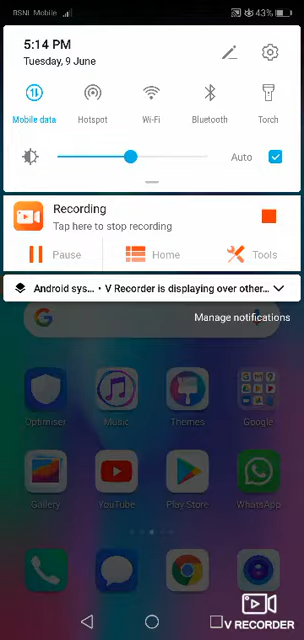 BSNL Mobile
43%
5:14 PM
Tuesday, 9 June
Mobile data
Hotspot
Wi-Fi
Bluetooth
Torch
Auto
Recording
Tap here to stop recording
Pause
Home
Tools
Android sys... • V Recorder is displaying over other...
Manage notifications
Optimiser
Music
Themes
Google
Gallery
YouTube
Play Store
WhatsApp
V RECORDER